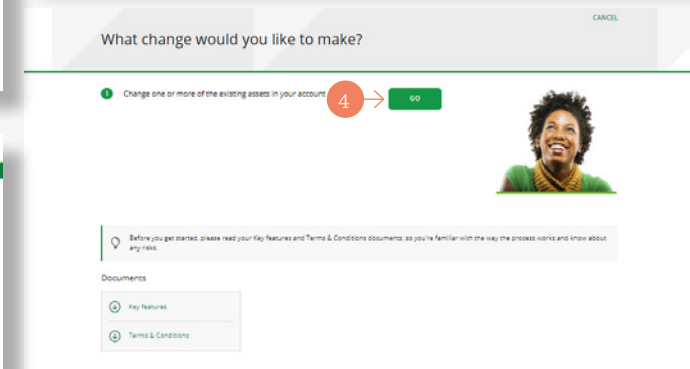 CANCEL
What change would you like to make?
1 Change one or more of the existing assets in your account
4
GO
Before you get started, please read your Key features and Terms & Conditions documents, so you're familiar with the way the process works and know about
any risks.
Documents
Key features
Terms & Conditions